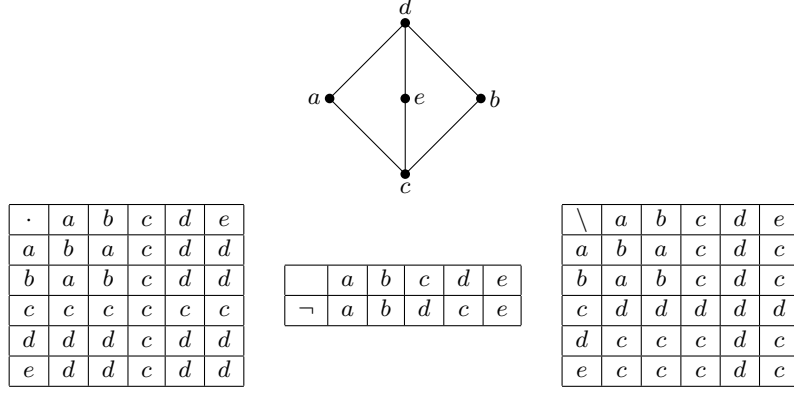 d
a e b
c
· a b c d e
a b a c d d
b a b c d d
c c c c c c
d d d c d d
e d d c d d
a b c d e
¬ a b d c e
\ a b c d e
a b a c d c
b a b c d c
c d d d d d
d c c c d c
e c c c d c